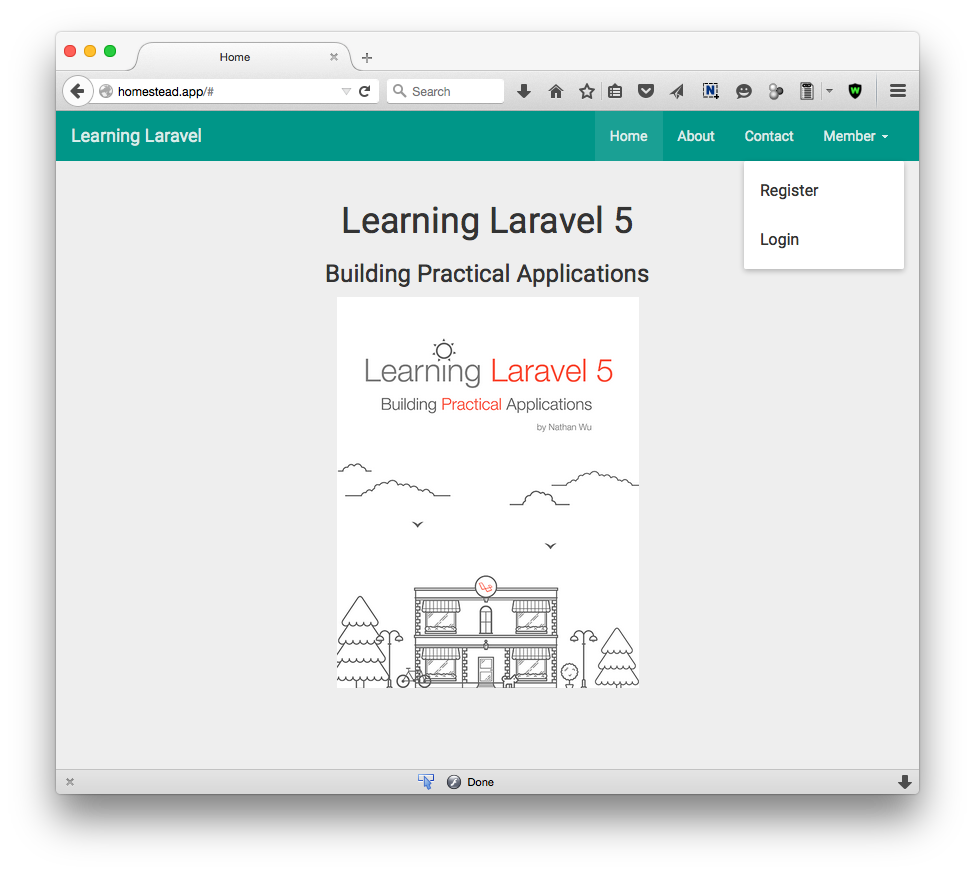 Home
homestead.app/#
Search
Learning Laravel
Home
About
Contact
Member
Register
Login
Learning Laravel 5
Building Practical Applications
Learning Laravel 5
Building Practical Applications
by Nathan Wu
Done